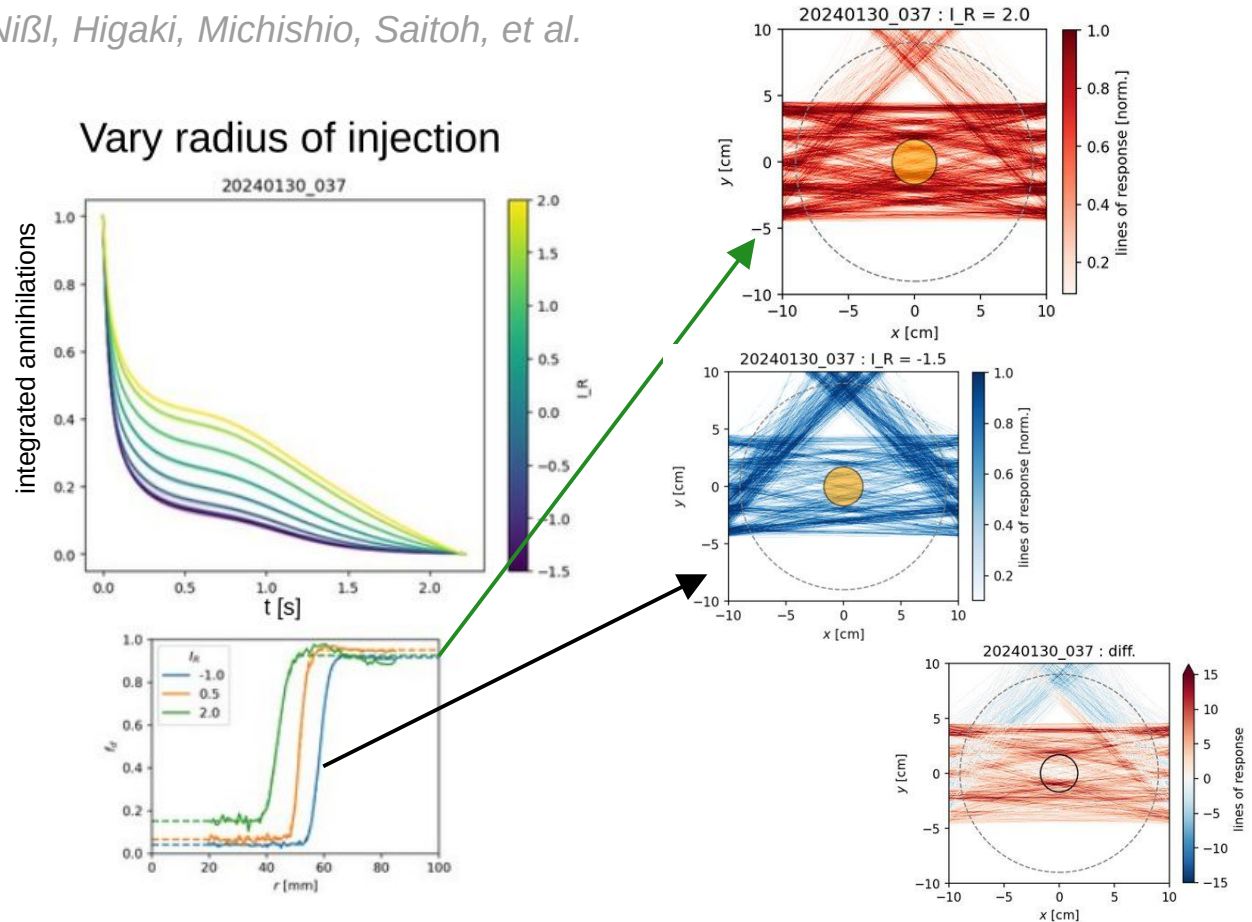 Nißl, Higaki, Michishio, Saitoh, et al.
Vary radius of injection
20240130_037
integrated annihilations
1.0
0.8
0.6
0.4
0.2
0.0
0.0 0.5 1.0 1.5 2.0
t [s]
2.0
1.5
1.0
0.5
0.0
−0.5
−1.0
−1.5
I_R
f_d
1.0
0.8
0.6
0.4
0.2
0.0
I_R
-1.0
0.5
2.0
0 20 40 60 80 100
r [mm]
20240130_037 : I_R = 2.0
y [cm]
10
5
0
−5
−10
−10 −5 0 5 10
x [cm]
1.0
0.8
0.6
0.4
0.2
lines of response [norm.]
20240130_037 : I_R = -1.5
y [cm]
10
5
0
−5
−10
−10 −5 0 5 10
x [cm]
1.0
0.8
0.6
0.4
0.2
lines of response [norm.]
20240130_037 : diff.
y [cm]
10
5
0
−5
−10
−10 −5 0 5 10
x [cm]
15
10
5
0
−5
−10
−15
lines of response